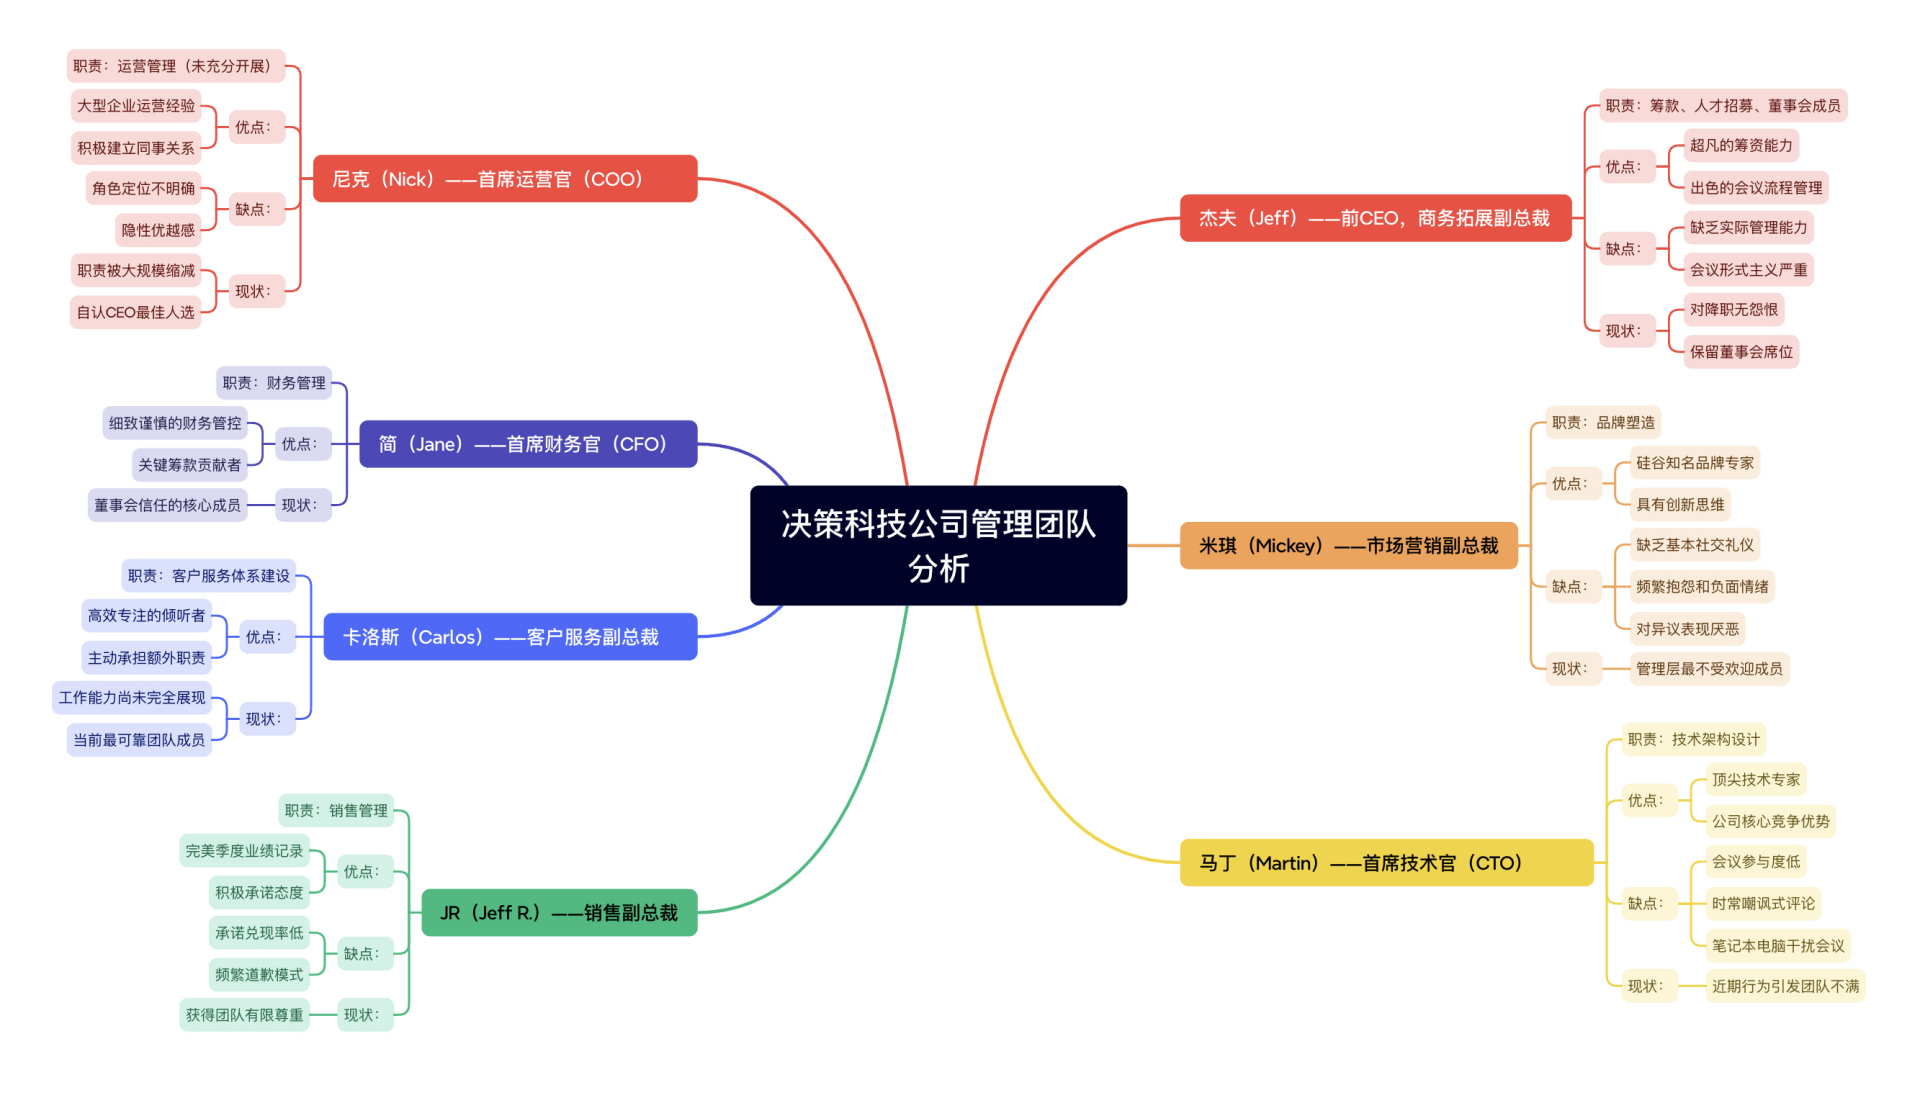 决策科技公司管理团队
分析
杰夫（Jeff）——前CEO，商务拓展副总裁
职责：筹款、人才招募、董事会成员
优点：
超凡的筹资能力
出色的会议流程管理
缺点：
缺乏实际管理能力
会议形式主义严重
现状：
对降职无怨恨
保留董事会席位
米琪（Mickey）——市场营销副总裁
职责：品牌塑造
优点：
硅谷知名品牌专家
具有创新思维
缺点：
缺乏基本社交礼仪
频繁抱怨和负面情绪
对异议表现厌恶
现状：
管理层最不受欢迎成员
马丁（Martin）——首席技术官（CTO）
职责：技术架构设计
优点：
顶尖技术专家
公司核心竞争优势
缺点：
会议参与度低
时常嘲讽式评论
笔记本电脑干扰会议
现状：
近期行为引发团队不满
尼克（Nick）——首席运营官（COO）
职责：运营管理（未充分开展）
优点：
大型企业运营经验
积极建立同事关系
缺点：
角色定位不明确
隐性优越感
现状：
职责被大规模缩减
自认CEO最佳人选
简（Jane）——首席财务官（CFO）
职责：财务管理
优点：
细致谨慎的财务管控
关键筹款贡献者
现状：
董事会信任的核心成员
卡洛斯（Carlos）——客户服务副总裁
职责：客户服务体系建设
优点：
高效专注的倾听者
主动承担额外职责
现状：
工作能力尚未完全展现
当前最可靠团队成员
JR（Jeff R.）——销售副总裁
职责：销售管理
优点：
完美季度业绩记录
积极承诺态度
缺点：
承诺兑现率低
频繁道歉模式
现状：
获得团队有限尊重